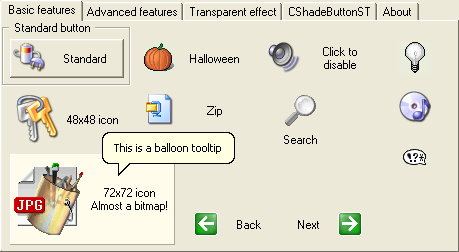 Basic features
Advanced features
Transparent effect
CShadeButtonST
About
Standard button
Standard
Halloween
Click to
disable
48x48 icon
Zip
Search
This is a balloon tooltip
!?#
JPG
72x72 icon
Almost a bitmap!
Back
Next